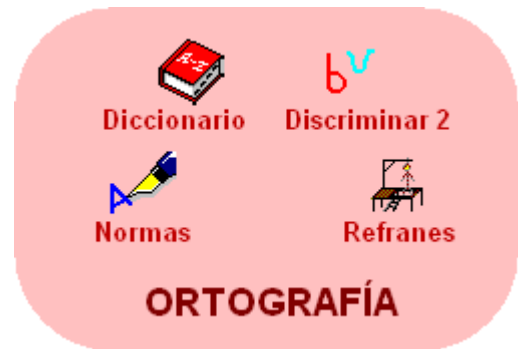 A-Z
b v
Diccionario Discriminar 2
A
Normas Refranes
ORTOGRAFÍA